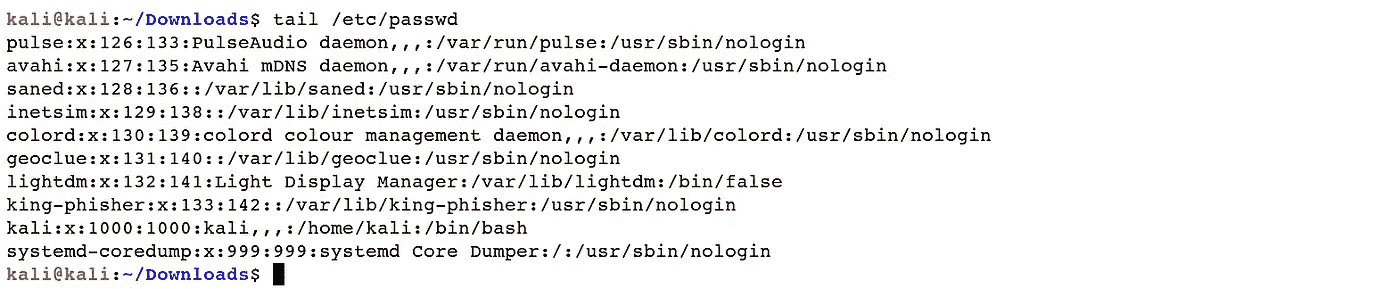 kali@kali:~/Downloads$ tail /etc/passwd
pulse:x:126:133:PulseAudio daemon,,,:/var/run/pulse:/usr/sbin/nologin
avahi:x:127:135:Avahi mDNS daemon,,,:/var/run/avahi-daemon:/usr/sbin/nologin
saned:x:128:136::/var/lib/saned:/usr/sbin/nologin
inetsim:x:129:138::/var/lib/inetsim:/usr/sbin/nologin
colord:x:130:139:colord colour management daemon,,,:/var/lib/colord:/usr/sbin/nologin
geoclue:x:131:140::/var/lib/geoclue:/usr/sbin/nologin
lightdm:x:132:141:Light Display Manager:/var/lib/lightdm:/bin/false
king-phisher:x:133:142::/var/lib/king-phisher:/usr/sbin/nologin
kali:x:1000:1000:kali,,,:/home/kali:/bin/bash
systemd-coredump:x:999:999:systemd Core Dumper:/:/usr/sbin/nologin
kali@kali:~/Downloads$